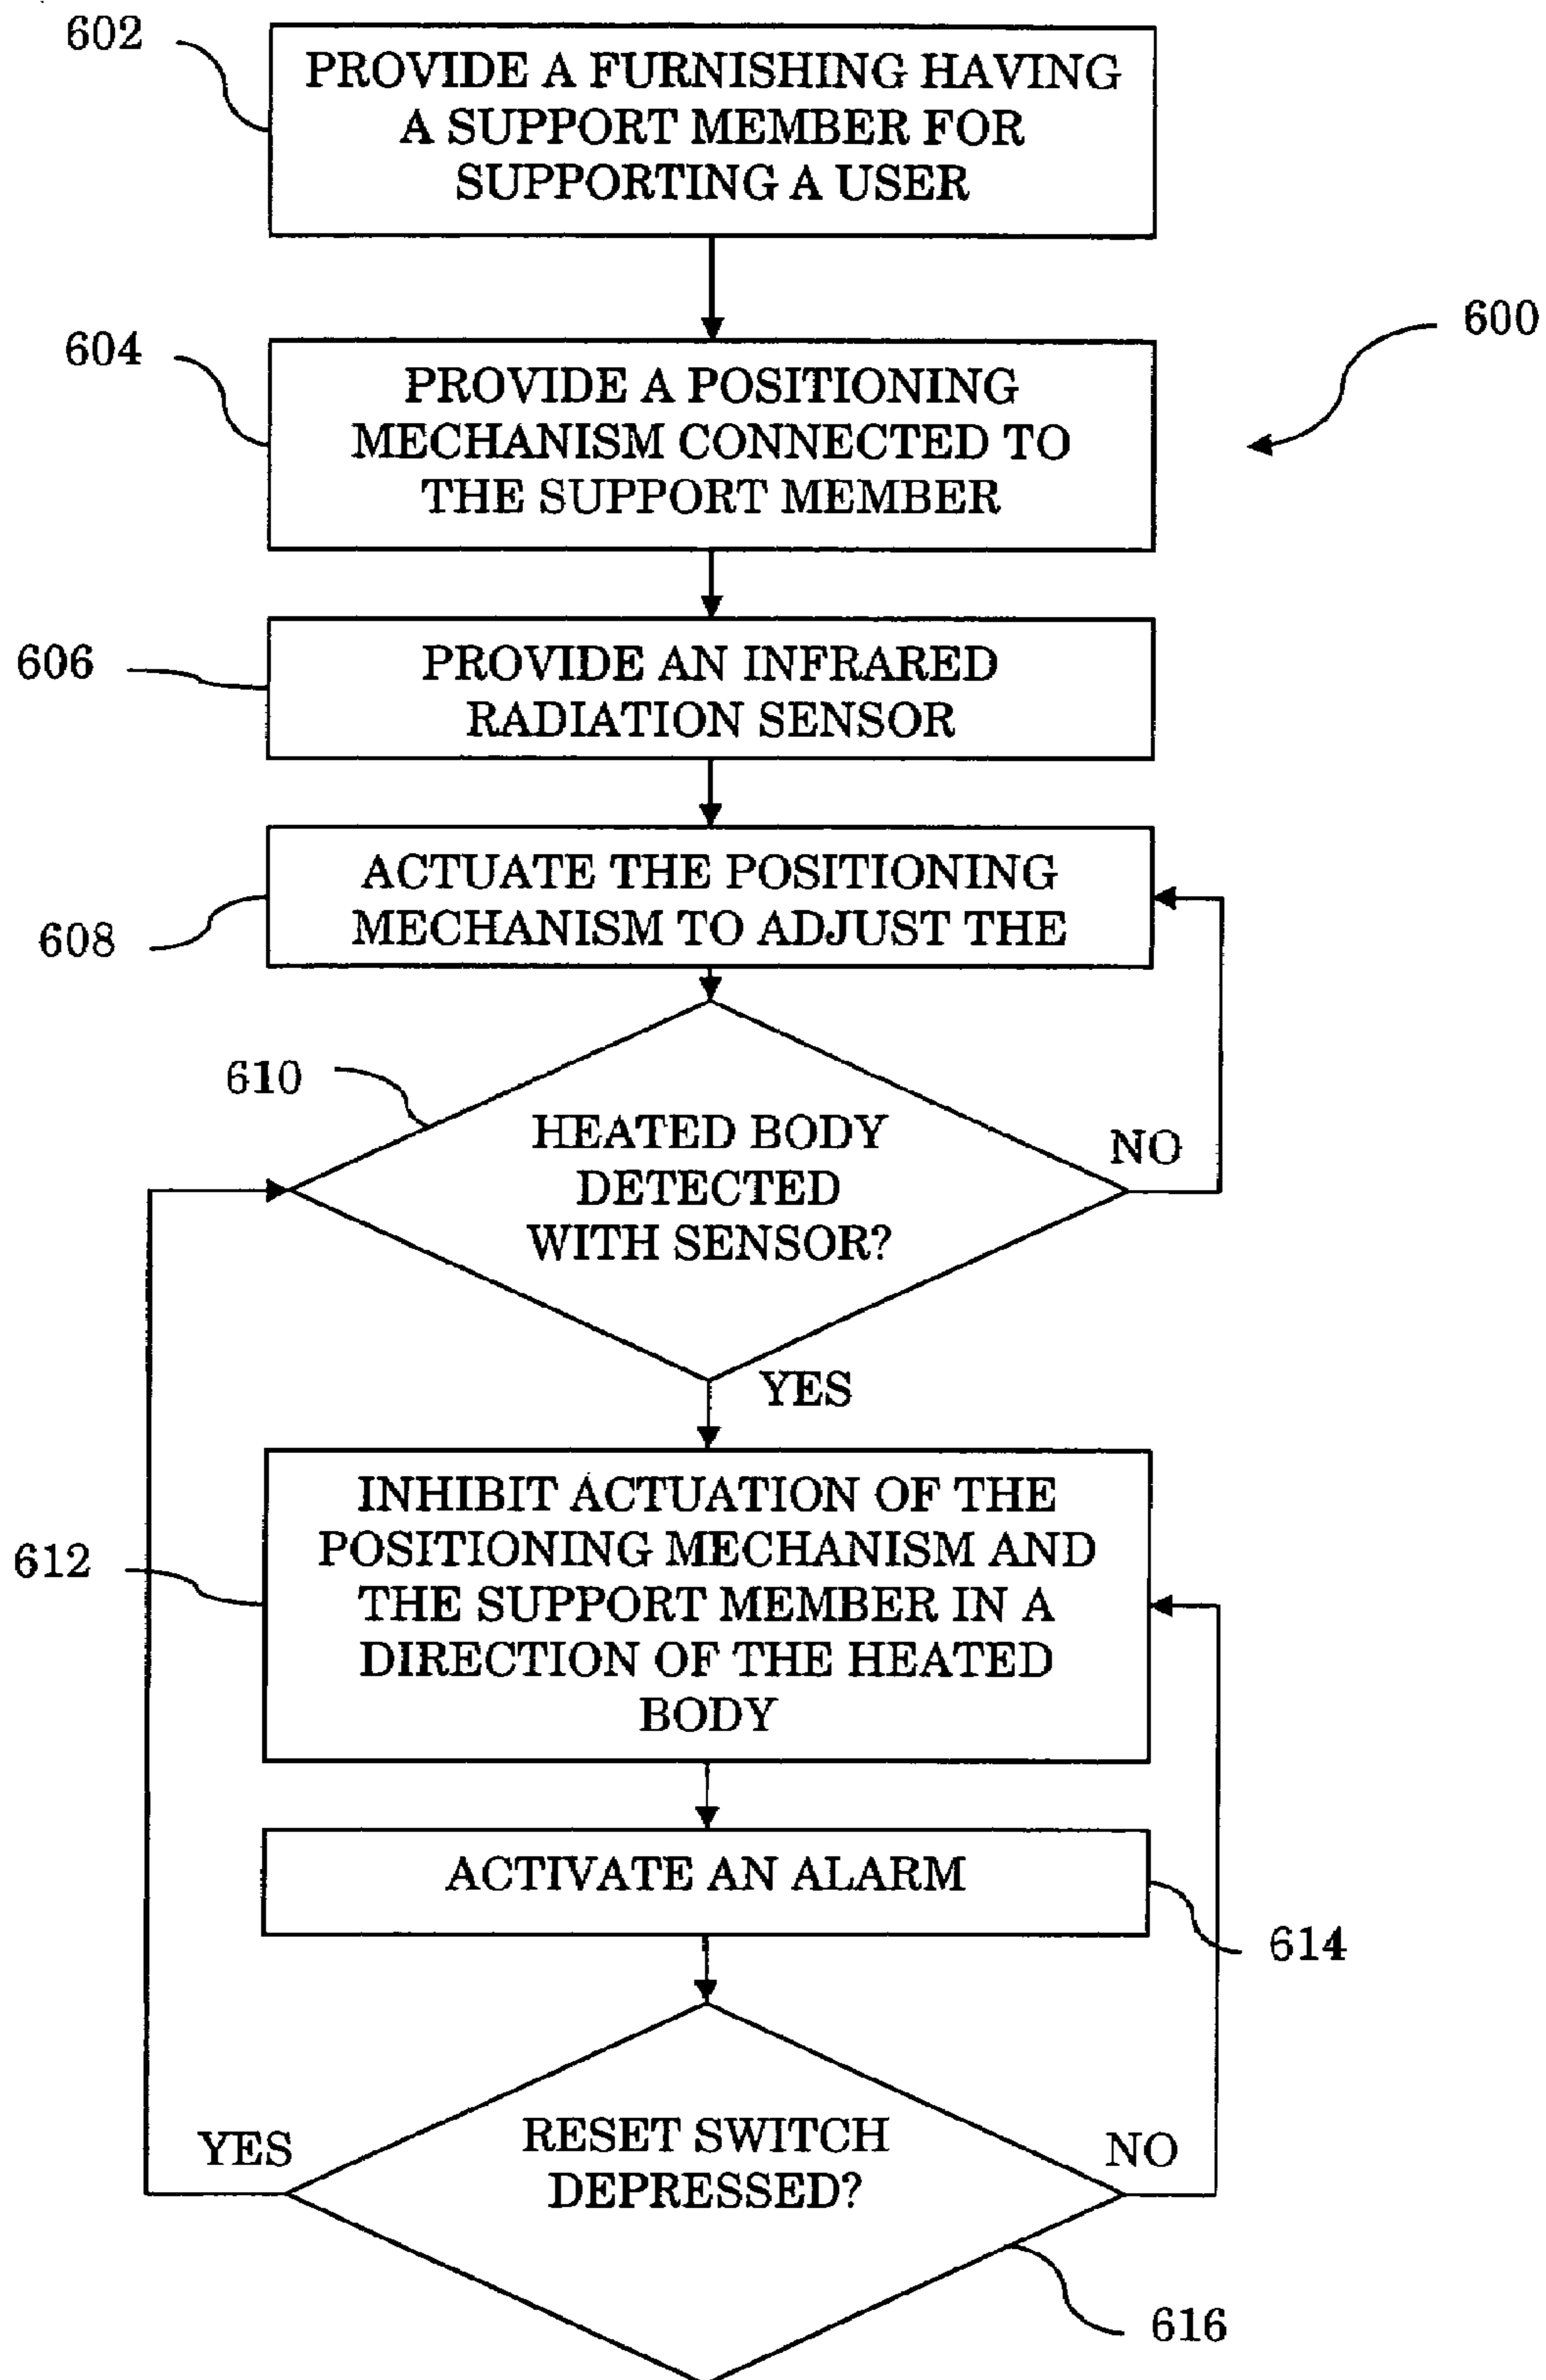 602
PROVIDE A FURNISHING HAVING
A SUPPORT MEMBER FOR
SUPPORTING A USER
600
604
PROVIDE A POSITIONING
MECHANISM CONNECTED TO
THE SUPPORT MEMBER
606
PROVIDE AN INFRARED
RADIATION SENSOR
608
ACTUATE THE POSITIONING
MECHANISM TO ADJUST THE
610
HEATED BODY
DETECTED
WITH SENSOR?
NO
YES
612
INHIBIT ACTUATION OF THE
POSITIONING MECHANISM AND
THE SUPPORT MEMBER IN A
DIRECTION OF THE HEATED
BODY
ACTIVATE AN ALARM
614
YES
RESET SWITCH
DEPRESSED?
NO
616